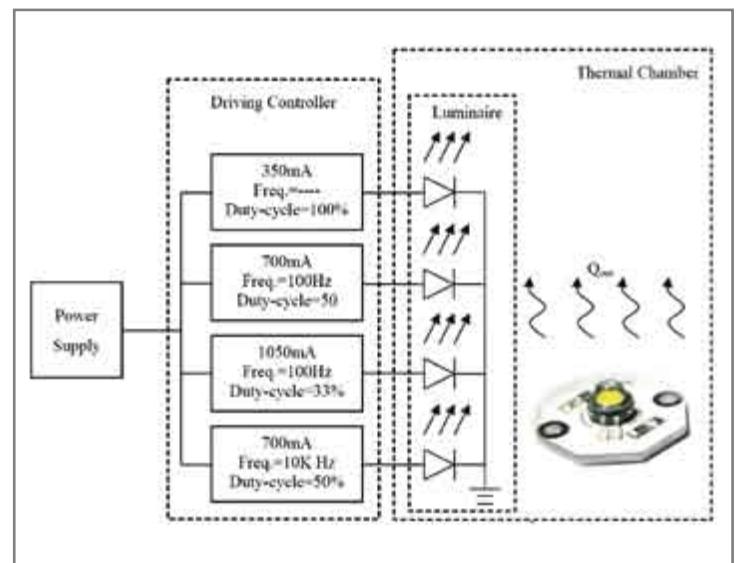 Thermal Chamber
Driving Controller
Luminaire
350mA
Freq.=----
Duty-cycle=100%
700mA
Freq.=100Hz
Duty-cycle=50
1050mA
Freq.=100Hz
Duty-cycle=33%
700mA
Freq.=10K Hz
Duty-cycle=50%
Power
Supply